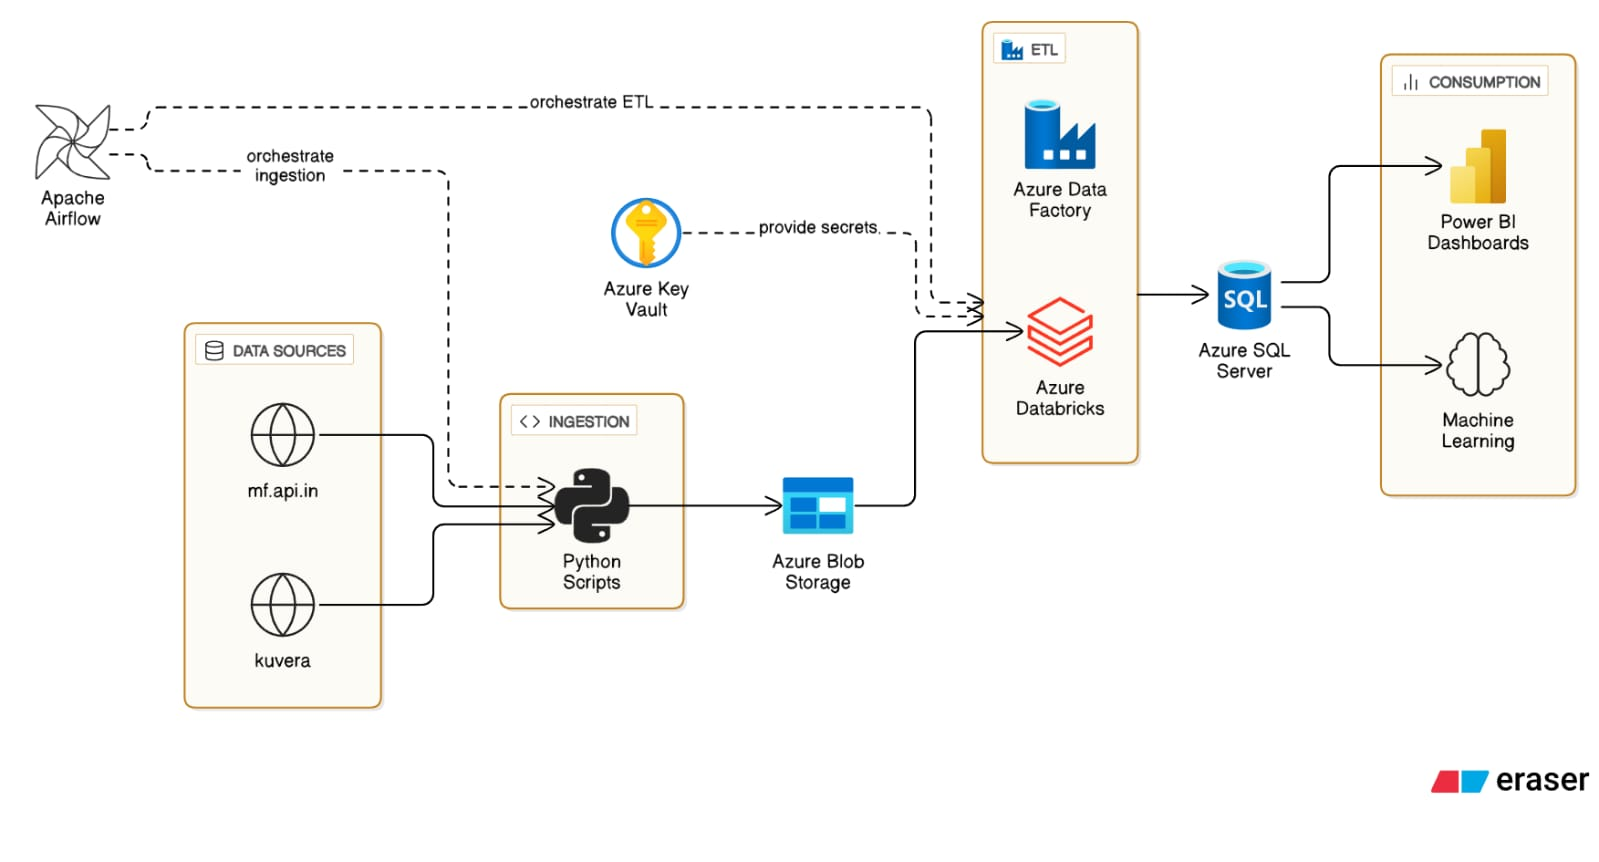 orchestrate ETL
orchestrate
ingestion
Apache
Airflow
provide secrets
Azure Key
Vault
DATA SOURCES
mf.api.in
kuvera
INGESTION
Python
Scripts
Azure Blob
Storage
ETL
Azure Data
Factory
Azure
Databricks
SQL
Azure SQL
Server
CONSUMPTION
Power BI
Dashboards
Machine
Learning
eraser